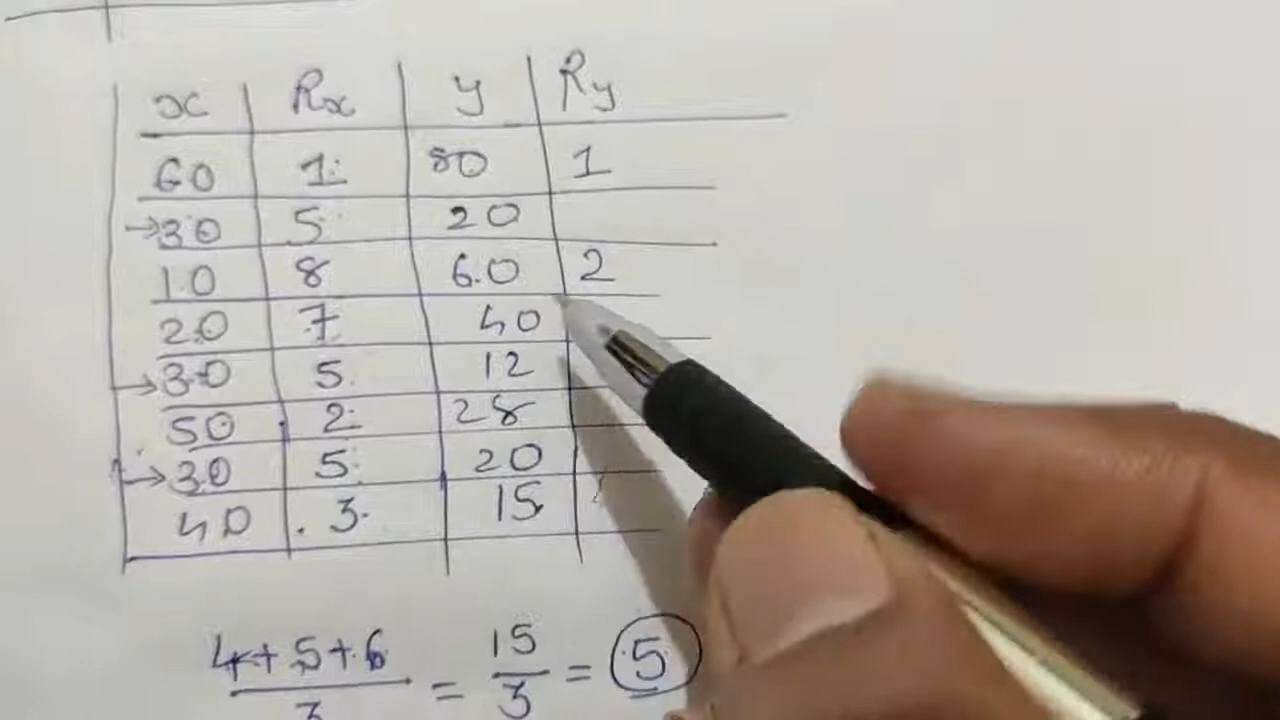 x Rx y Ry
60 1 80 1
→30 5 20
10 8 60 2
20 7 40
→30 5 12
50 2 28
→30 5 20
40 3 15
4+5+6 / 3 = 15 / 3 = 5